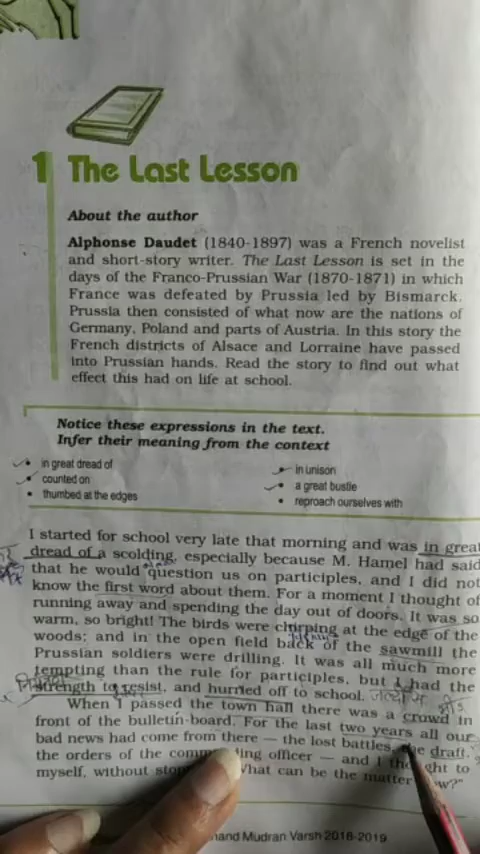 1 The Last Lesson
About the author
Alphonse Daudet (1840-1897) was a French novelist
and short-story writer. The Last Lesson is set in the
days of the Franco-Prussian War (1870-1871) in which
France was defeated by Prussia led by Bismarck.
Prussia then consisted of what now are the nations of
Germany, Poland and parts of Austria. In this story the
French districts of Alsace and Lorraine have passed
into Prussian hands. Read the story to find out what
effect this had on life at school.
Notice these expressions in the text.
Infer their meaning from the context
• in great dread of
• counted on
• thumbed at the edges
• in unison
• a great bustle
• reproach ourselves with
I started for school very late that morning and was in great
dread of a scolding, especially because M. Hamel had said
that he would question us on participles, and I did not
know the first word about them. For a moment I thought of
running away and spending the day out of doors. It was so
warm, so bright! The birds were chirping at the edge of the
woods; and in the open field back of the sawmill the
Prussian soldiers were drilling. It was all much more
tempting than the rule for participles, but I had the
strength to resist, and hurried off to school.
When I passed the town hall there was a crowd in
front of the bulletin-board. For the last two years all our
bad news had come from there — the lost battles, the draft,
the orders of the officer — and I to
myself, without What can be the matter
Mudran Varsh 2018-2019